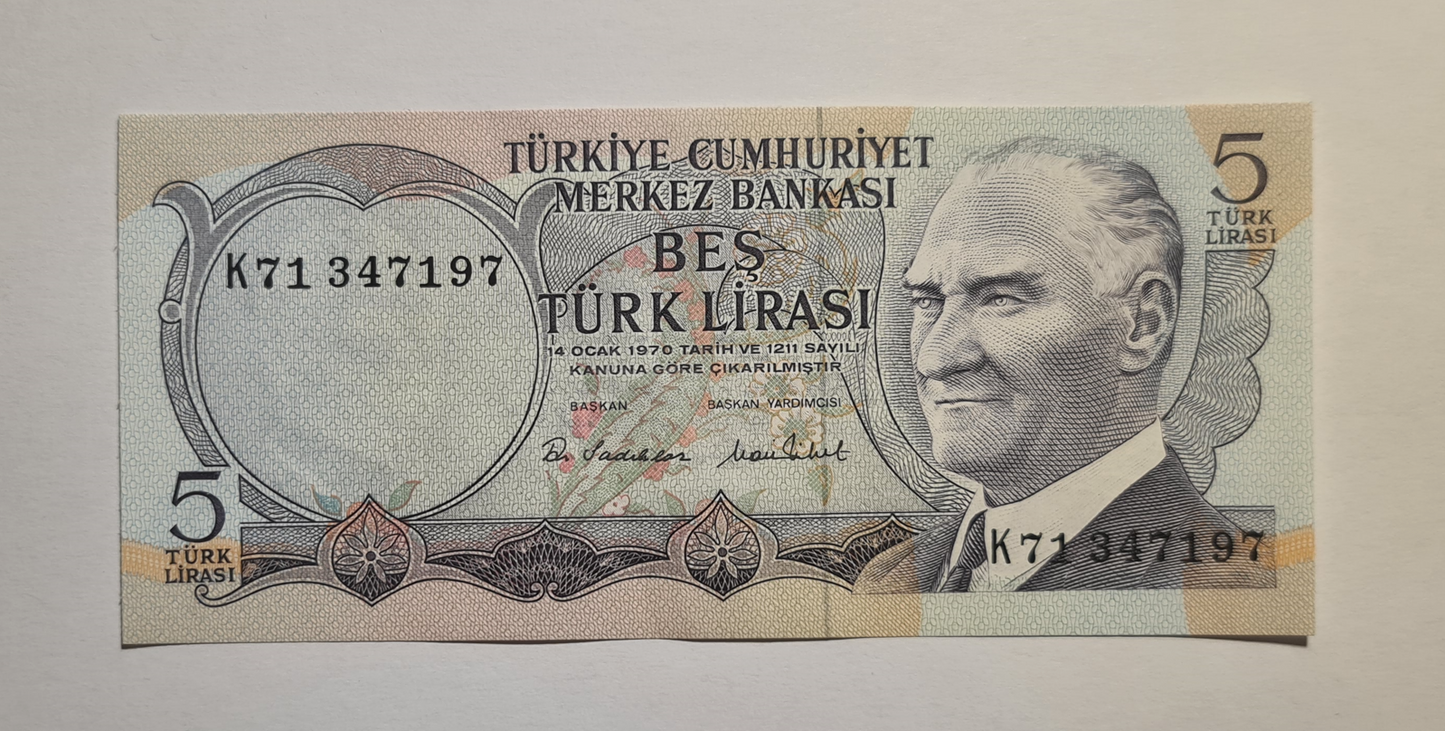 TÜRKİYE CUMHURİYET
MERKEZ BANKASI
5
TÜRK
LİRASI
BEŞ
TÜRK LİRASI
K71 347197
14 OCAK 1970 TARİH VE 1211 SAYILI
KANUNA GÖRE ÇIKARILMIŞTIR
BAŞKAN BAŞKAN YARDIMCISI
5
TÜRK
LİRASI
K71 347197